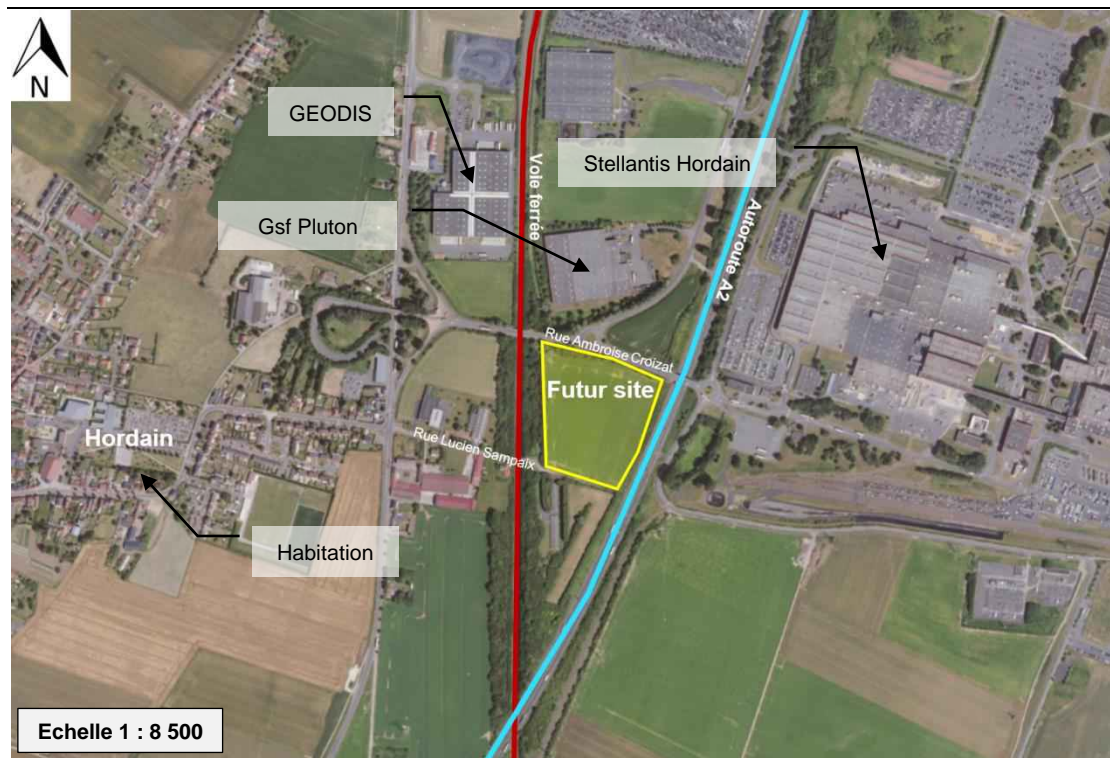 N
GEODIS
Stellantis Hordain
Gsf Pluton
Voie ferrée
Autoroute A2
Rue Ambroise Croizat
Futur site
Hordain
Rue Lucien Sampaix
Habitation
Echelle 1 : 8 500